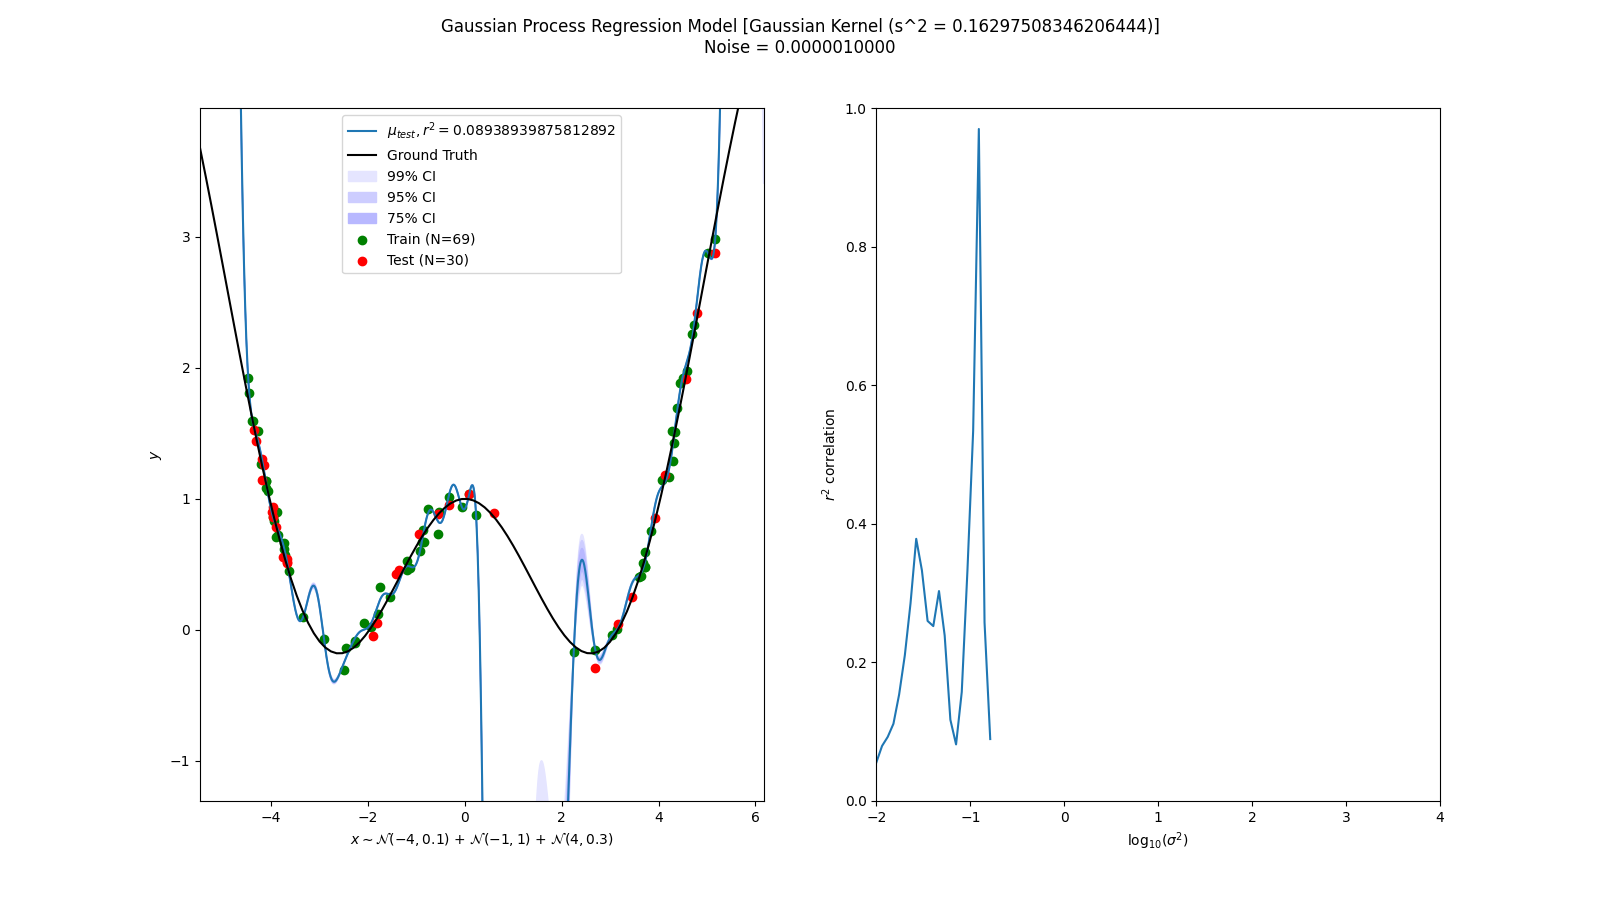 Gaussian Process Regression Model [Gaussian Kernel (s^2 = 0.16297508346206444)]
Noise = 0.0000010000
μ_test, r² = 0.08938939875812892
Ground Truth
99% CI
95% CI
75% CI
Train (N=69)
Test (N=30)
3
2
1
0
−1
y
−4 −2 0 2 4 6
x ~ 𝒩(−4, 0.1) + 𝒩(−1, 1) + 𝒩(4, 0.3)
1.0
0.8
0.6
0.4
0.2
0.0
r² correlation
−2 −1 0 1 2 3 4
log₁₀(σ²)